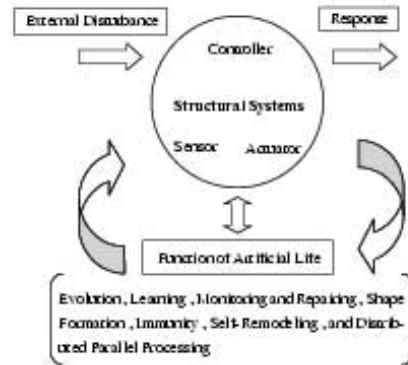 External Disturbance
Response
Controller
Structural Systems
Sensor
Actuator
Function of Artificial Life
Evolution, Learning, Monitoring and Repairing, Shape
Formation, Immunity, Self-Remodeling, and Distrib-
uted Parallel Processing